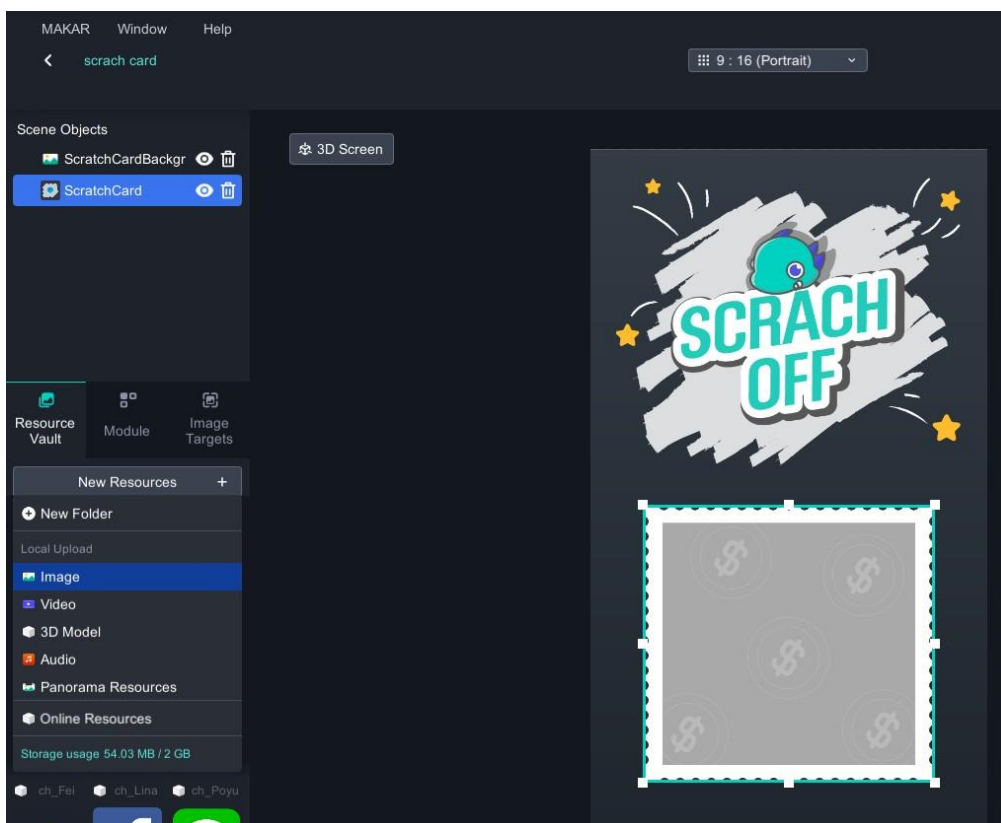 MAKAR Window Help
scrach card
9 : 16 (Portrait)
Scene Objects
ScratchCardBackgr
ScratchCard
3D Screen
SCRACH
OFF
Resource
Vault
Module
Image
Targets
New Resources +
New Folder
Local Upload
Image
Video
3D Model
Audio
Panorama Resources
Online Resources
Storage usage 54.03 MB / 2 GB
ch_Fei ch_Lina ch_Poyu
$ $
$
$ $